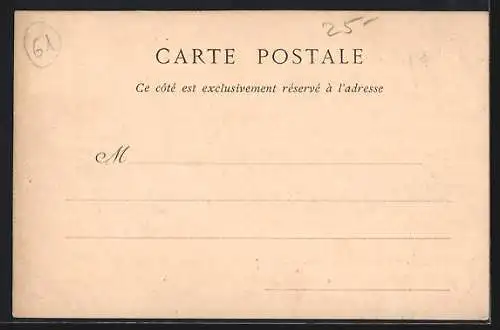 61
25-
CARTE POSTALE
Ce côté est exclusivement réservé à l'adresse
M